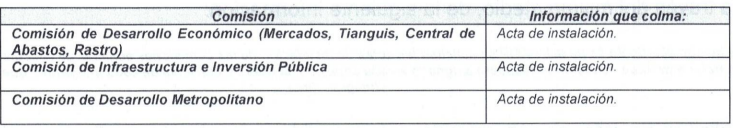 Comisión Información que colma:
Comisión de Desarrollo Económico (Mercados, Tianguis, Central de Acta de instalación.
Abastos, Rastro)
Comisión de Infraestructura e Inversión Pública Acta de instalación.
Comisión de Desarrollo Metropolitano Acta de instalación.